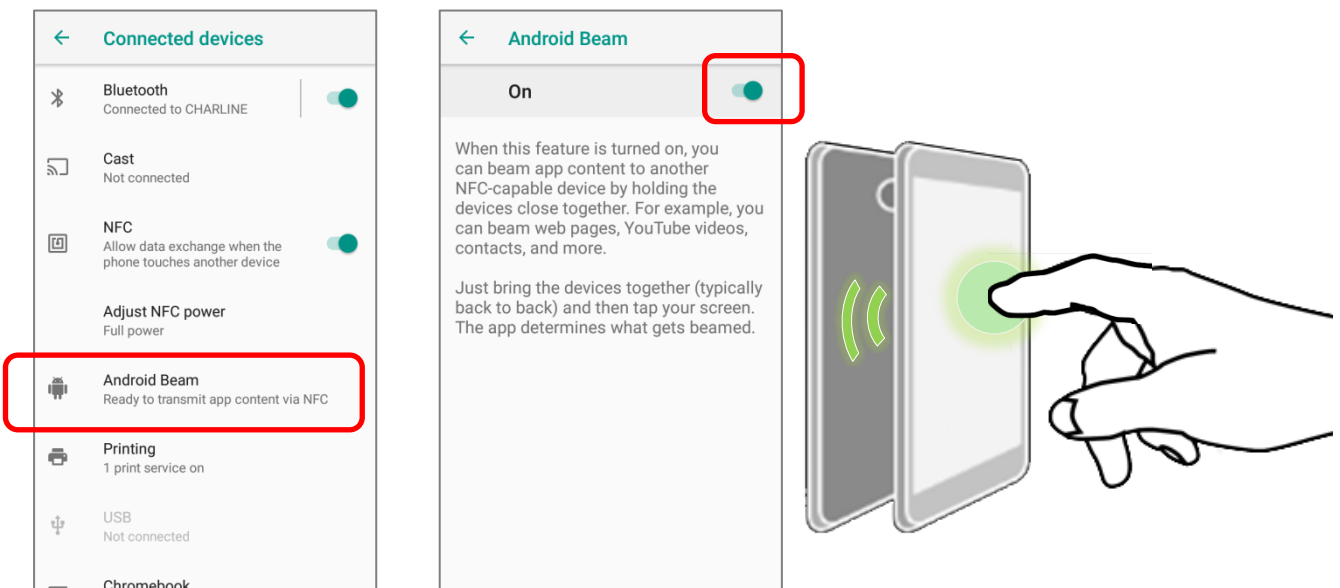 Connected devices
Bluetooth
Connected to CHARLINE
Cast
Not connected
NFC
Allow data exchange when the
phone touches another device
Adjust NFC power
Full power
Android Beam
Ready to transmit app content via NFC
Printing
1 print service on
USB
Not connected
Chromebook
Android Beam
On
When this feature is turned on, you
can beam app content to another
NFC-capable device by holding the
devices close together. For example, you
can beam web pages, YouTube videos,
contacts, and more.
Just bring the devices together (typically
back to back) and then tap your screen.
The app determines what gets beamed.